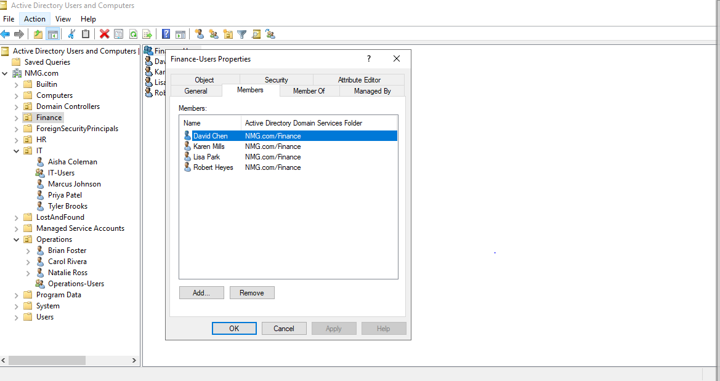 Active Directory Users and Computers
File Action View Help
Active Directory Users and Computers
Saved Queries
NMG.com
Builtin
Computers
Domain Controllers
Finance
ForeignSecurityPrincipals
HR
IT
Aisha Coleman
IT-Users
Marcus Johnson
Priya Patel
Tyler Brooks
LostAndFound
Managed Service Accounts
Operations
Brian Foster
Carol Rivera
Natalie Ross
Operations-Users
Program Data
System
Users
Finance-Users Properties
?
Object Security Attribute Editor
General Members Member Of Managed By
Members:
Name Active Directory Domain Services Folder
David Chen NMG.com/Finance
Karen Mills NMG.com/Finance
Lisa Park NMG.com/Finance
Robert Heyes NMG.com/Finance
Add... Remove
OK Cancel Apply Help